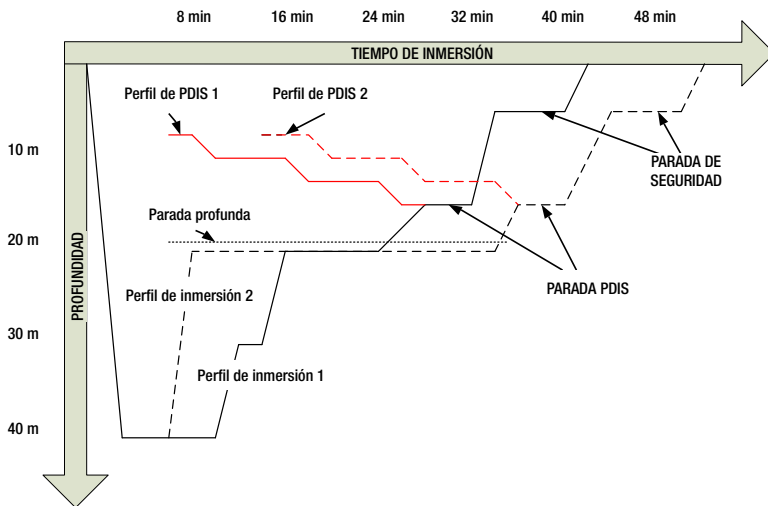 8 min 16 min 24 min 32 min 40 min 48 min
TIEMPO DE INMERSIÓN
Perfil de PDIS 1
Perfil de PDIS 2
10 m
PARADA DE
SEGURIDAD
Parada profunda
20 m
PROFUNDIDAD
PARADA PDIS
Perfil de inmersión 2
30 m
Perfil de inmersión 1
40 m